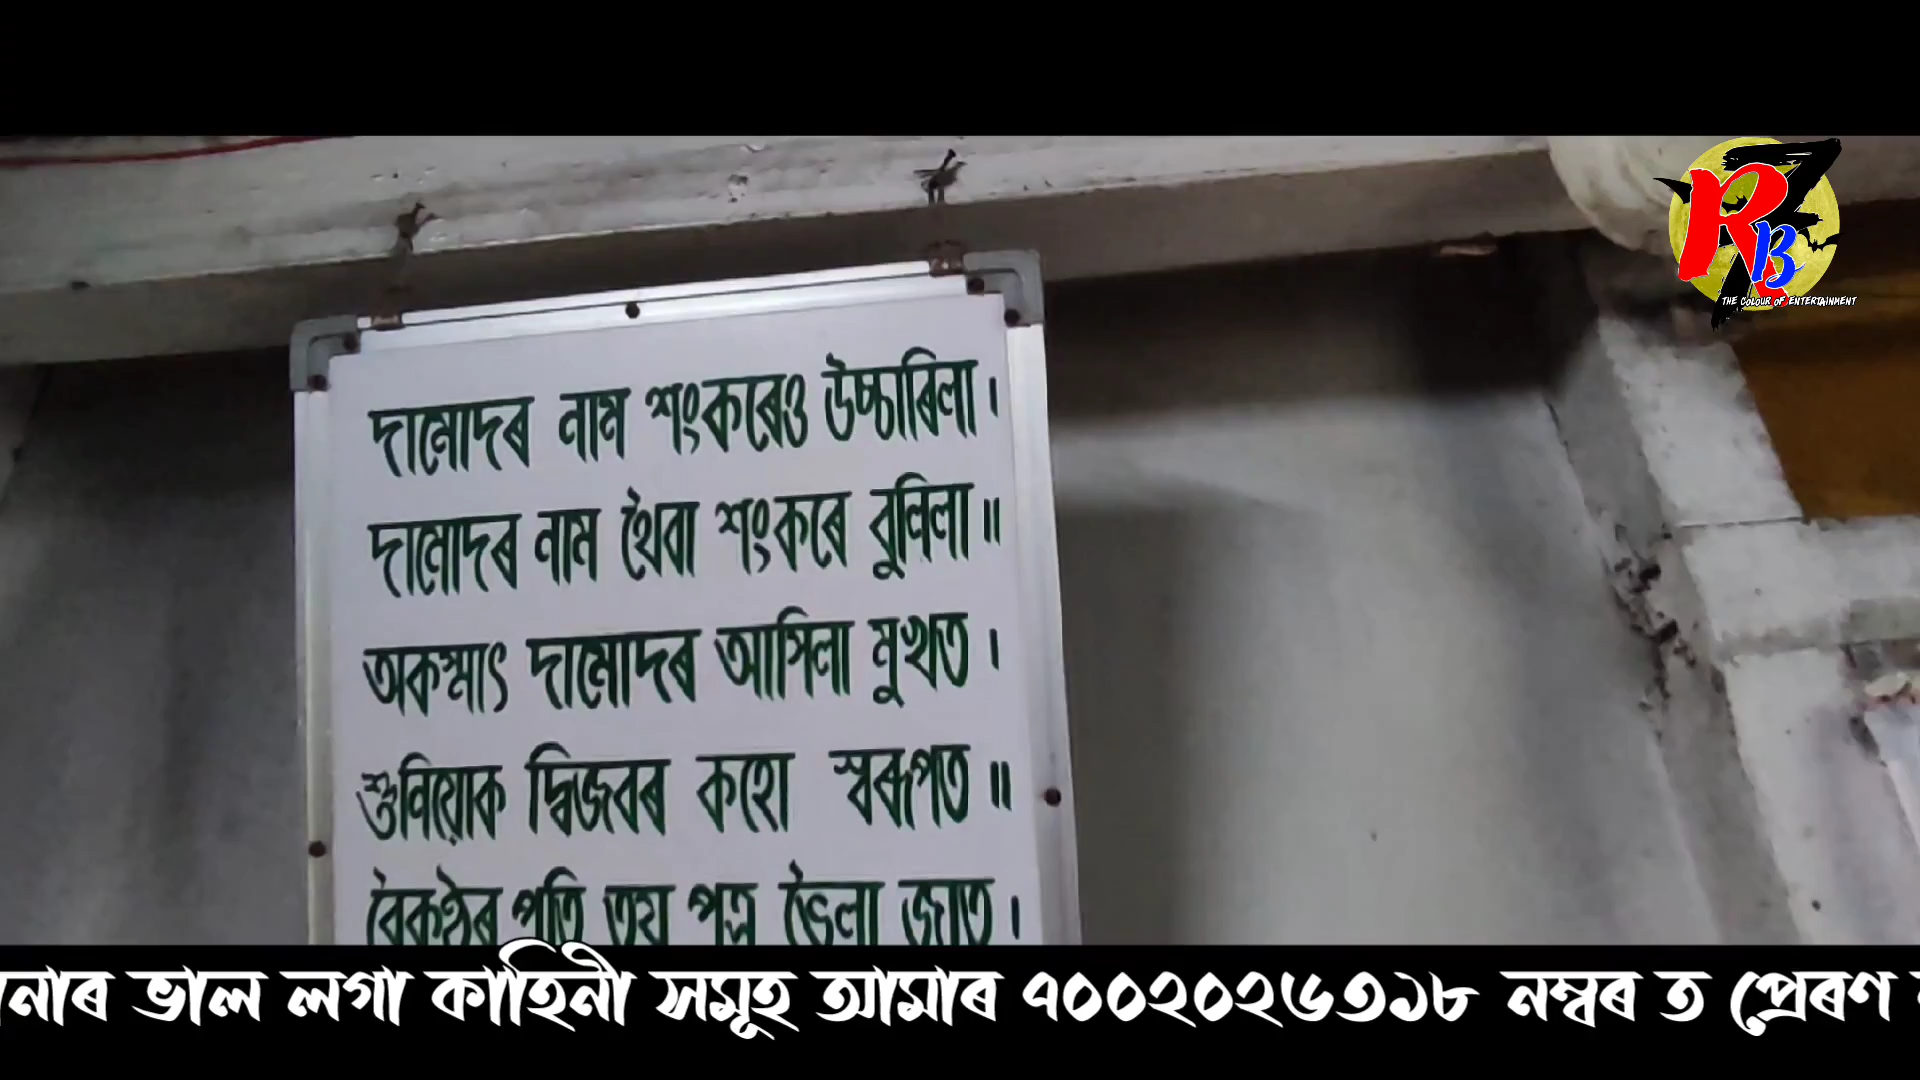 দামোদৰ নাম শংকৰেও উচ্চাৰিলা ।
দামোদৰ নাম থৈবা শংকৰে বুলিলা ॥
অকস্মাৎ দামোদৰ আসিলা মুখত ।
শুনিয়োক দ্বিজবৰ কহো স্বৰূপত ॥
বৈকুণ্ঠৰ পতি তযু পুত্ৰ ভৈলা জাত ।
RB
THE COLOUR OF ENTERTAINMENT
নাৰ ভাল লগা কাহিনী সমূহ আমাৰ ৭০০২০২৬৩১৮ নম্বৰ ত প্ৰেৰণ